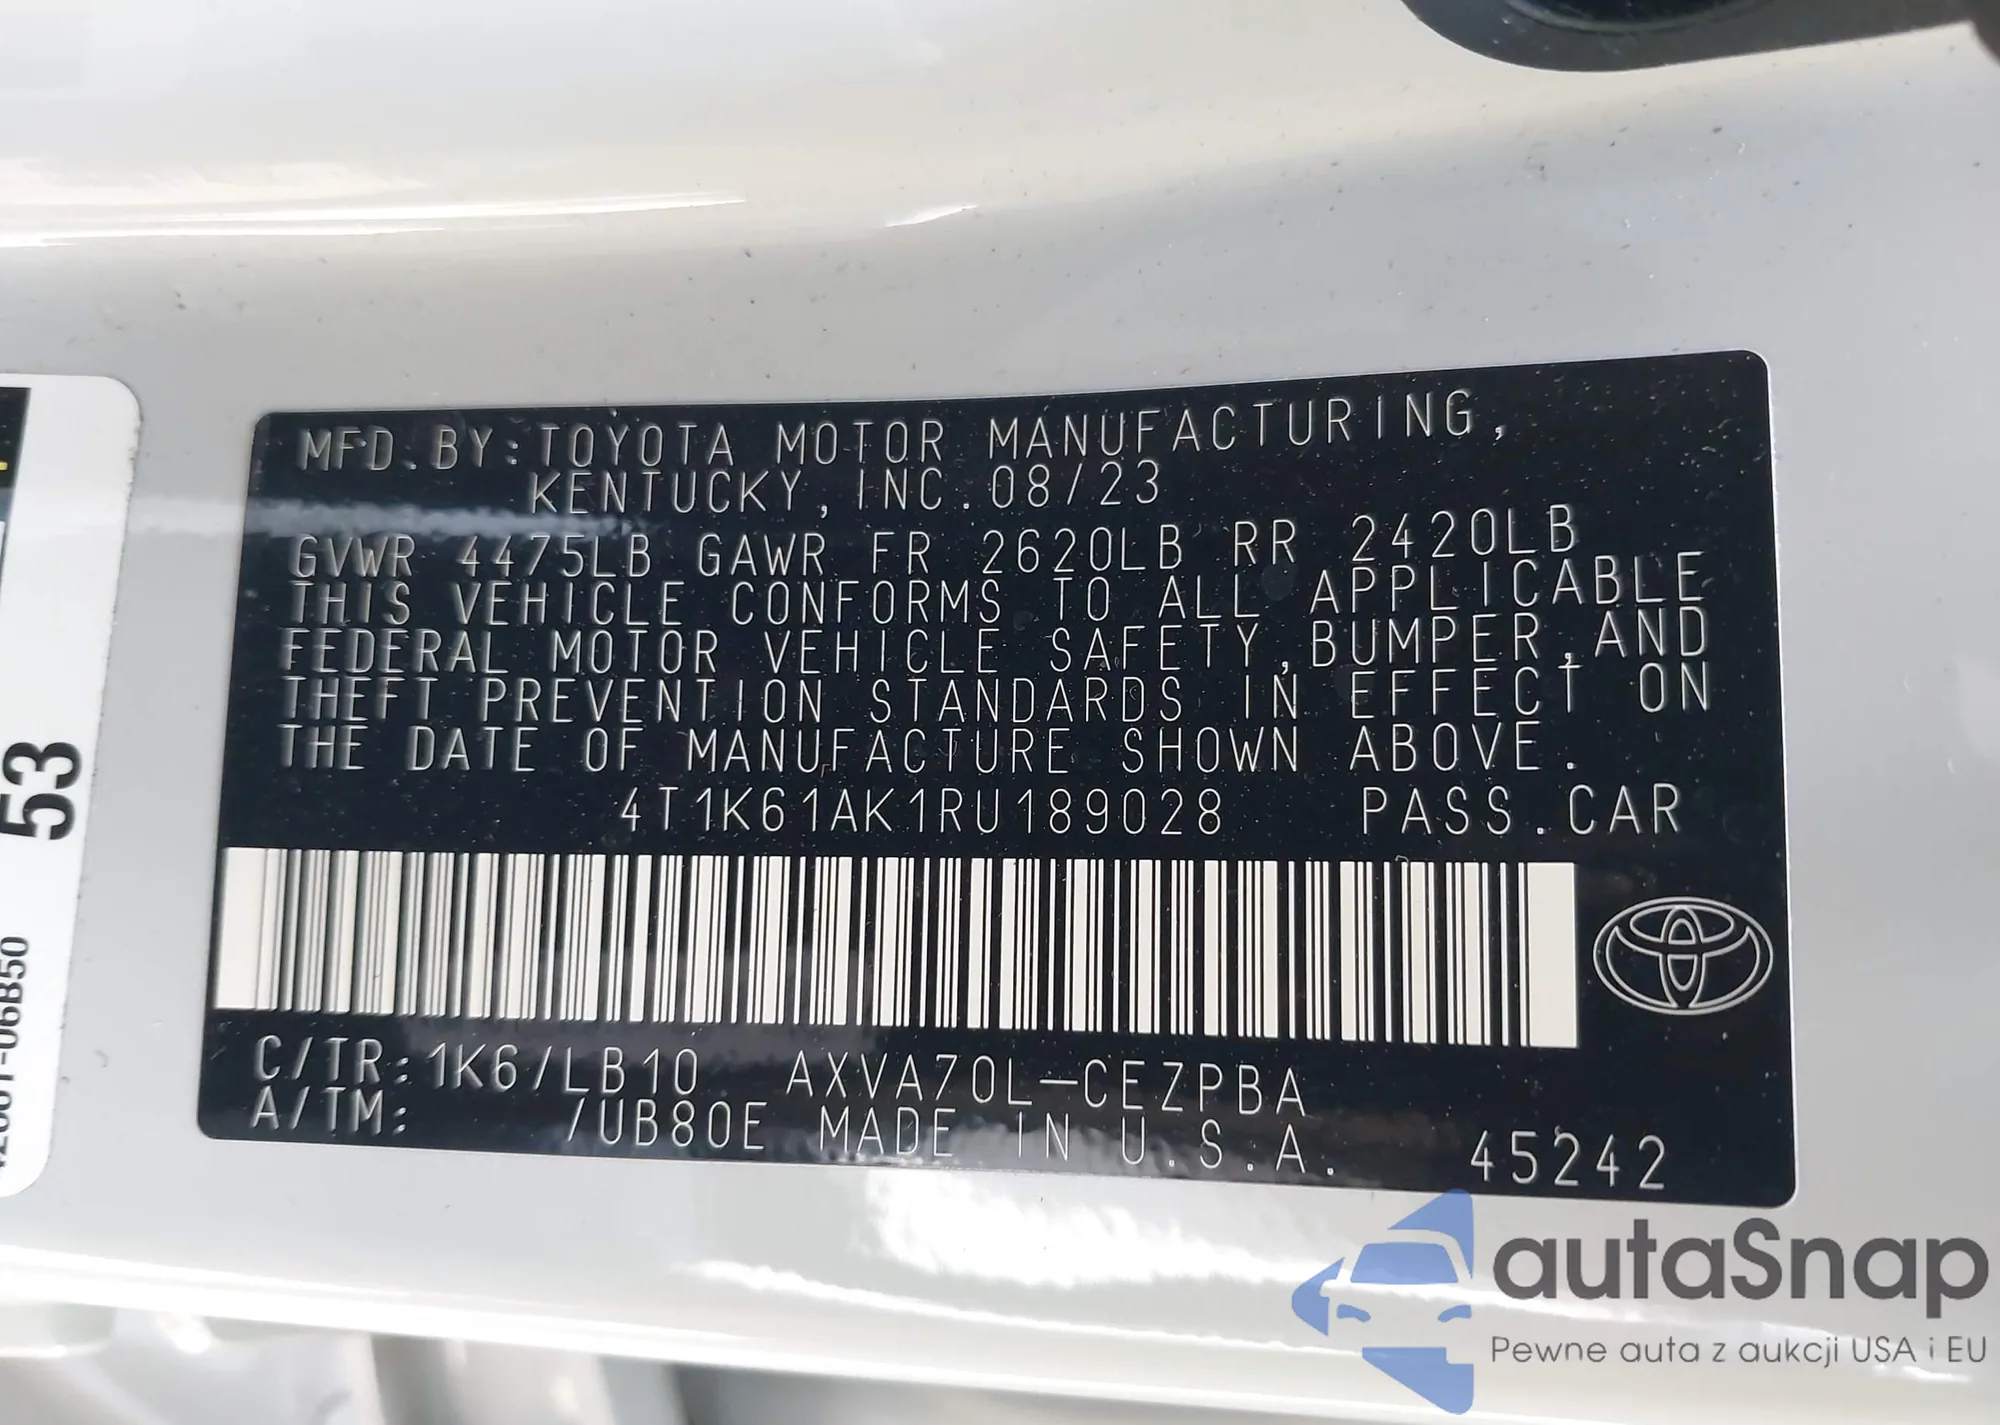 MFD.BY:TOYOTA MOTOR MANUFACTURING,
KENTUCKY,INC.08/23
GVWR 4475LB GAWR FR 2620LB RR 2420LB
THIS VEHICLE CONFORMS TO ALL APPLICABLE
FEDERAL MOTOR VEHICLE SAFETY,BUMPER,AND
THEFT PREVENTION STANDARDS IN EFFECT ON
THE DATE OF MANUFACTURE SHOWN ABOVE.
4T1K61AK1RU189028 PASS.CAR
C/TR:1K6/LB10 AXVA70L-CEZPBA
A/TM: /UB80E MADE IN U.S.A. 45242
53
06B50
autaSnap
Pewne auta z aukcji USA i EU